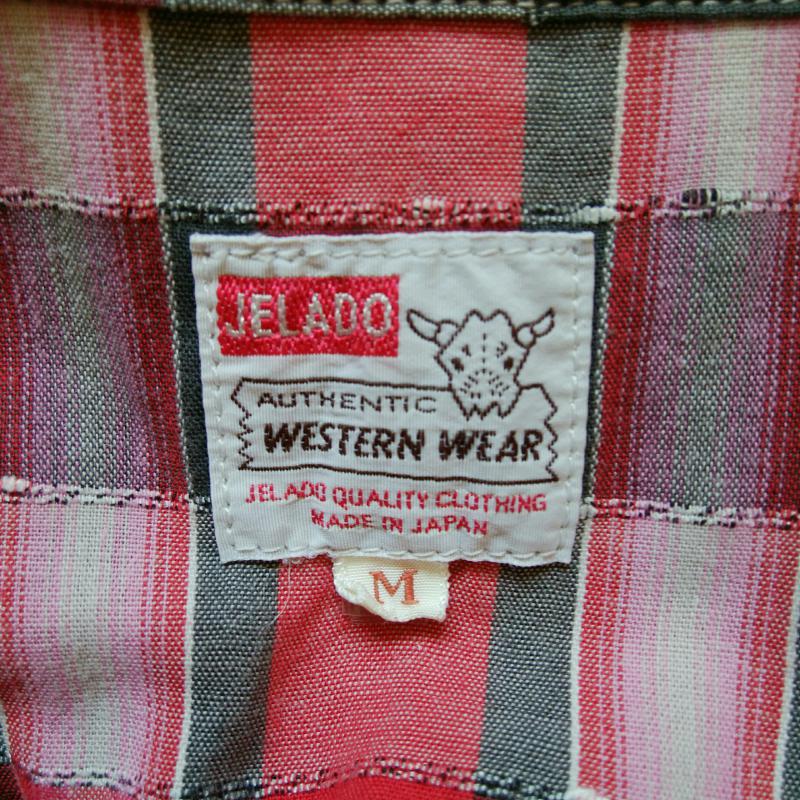 JELADO
AUTHENTIC
WESTERN WEAR
JELADO QUALITY CLOTHING
MADE IN JAPAN
M